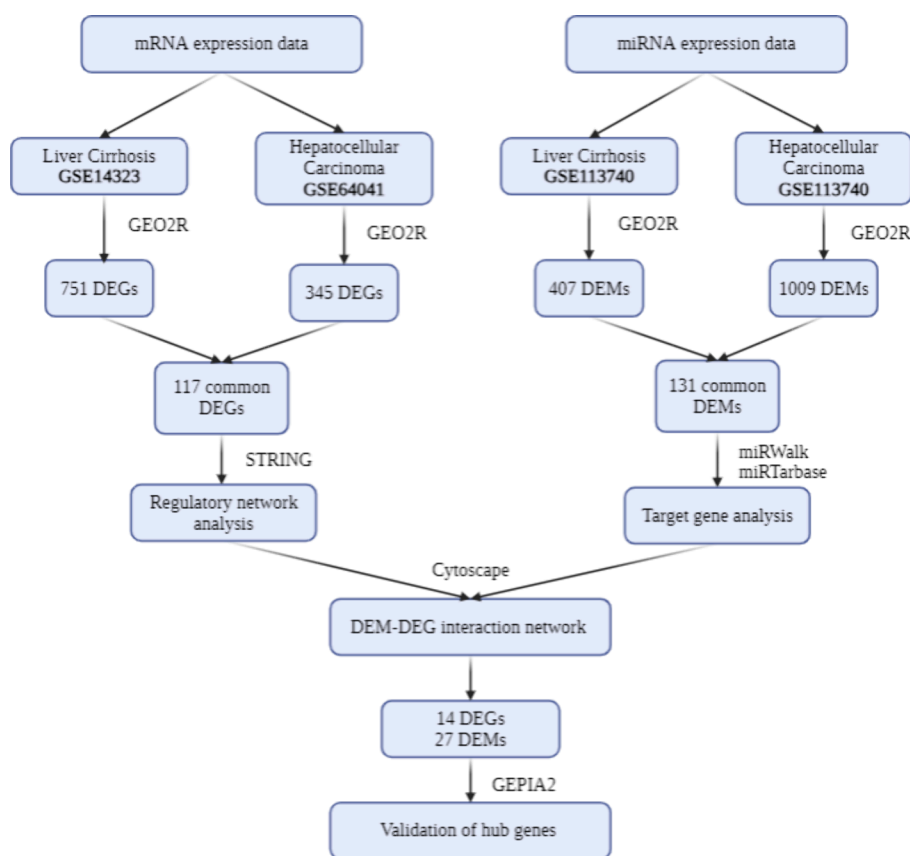 mRNA expression data
miRNA expression data
Liver Cirrhosis
GSE14323
Hepatocellular
Carcinoma
GSE64041
Liver Cirrhosis
GSE113740
Hepatocellular
Carcinoma
GSE113740
GEO2R
GEO2R
GEO2R
GEO2R
751 DEGs
345 DEGs
407 DEMs
1009 DEMs
117 common
DEGs
131 common
DEMs
STRING
miRWalk
miRTarbase
Regulatory network
analysis
Target gene analysis
Cytoscape
DEM-DEG interaction network
14 DEGs
27 DEMs
GEPIA2
Validation of hub genes